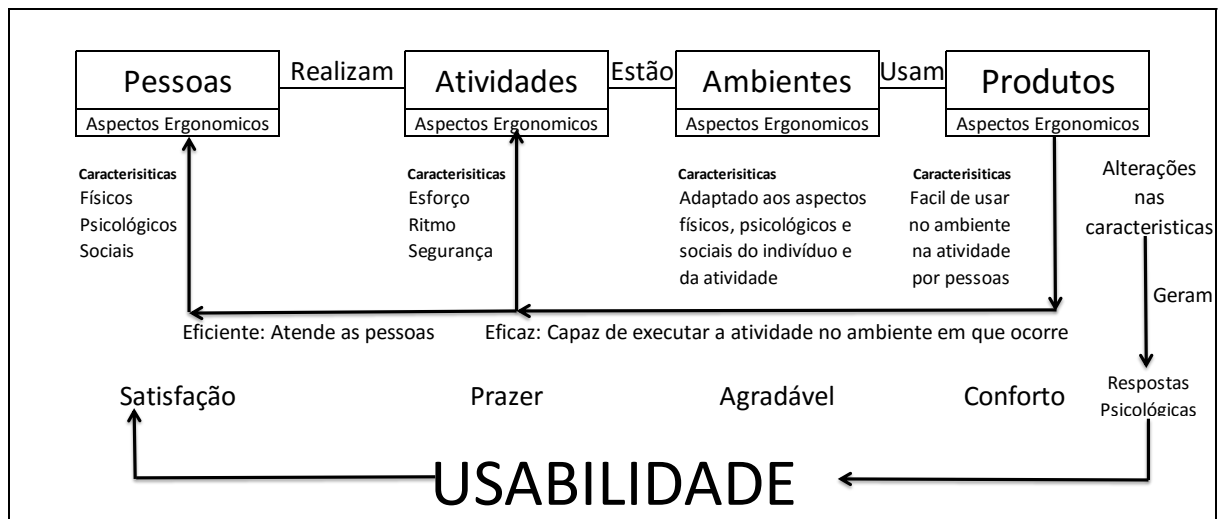 Pessoas
Realizam
Atividades
Estão
Ambientes
Usam
Produtos
Aspectos Ergonomicos
Aspectos Ergonomicos
Aspectos Ergonomicos
Aspectos Ergonomicos
Caracterisiticas
Físicos
Psicológicos
Sociais
Caracterisiticas
Esforço
Ritmo
Segurança
Caracterisiticas
Adaptado aos aspectos
físicos, psicológicos e
sociais do indivíduo e
da atividade
Caracterisiticas
Facil de usar
no ambiente
na atividade
por pessoas
Alterações
nas
caracteristicas
Geram
Eficiente: Atende as pessoas
Eficaz: Capaz de executar a atividade no ambiente em que ocorre
Satisfação
Prazer
Agradável
Conforto
Respostas
Psicológicas
USABILIDADE